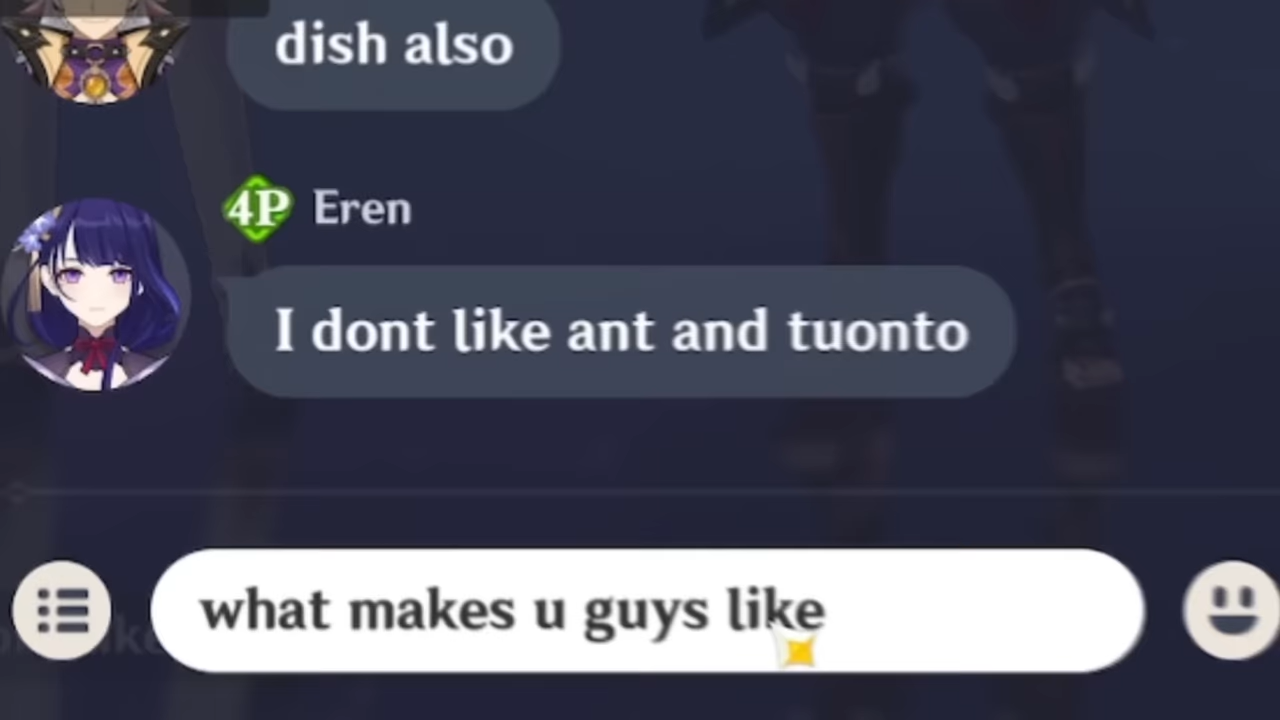 dish also
4P Eren
I dont like ant and tuonto
what makes u guys like